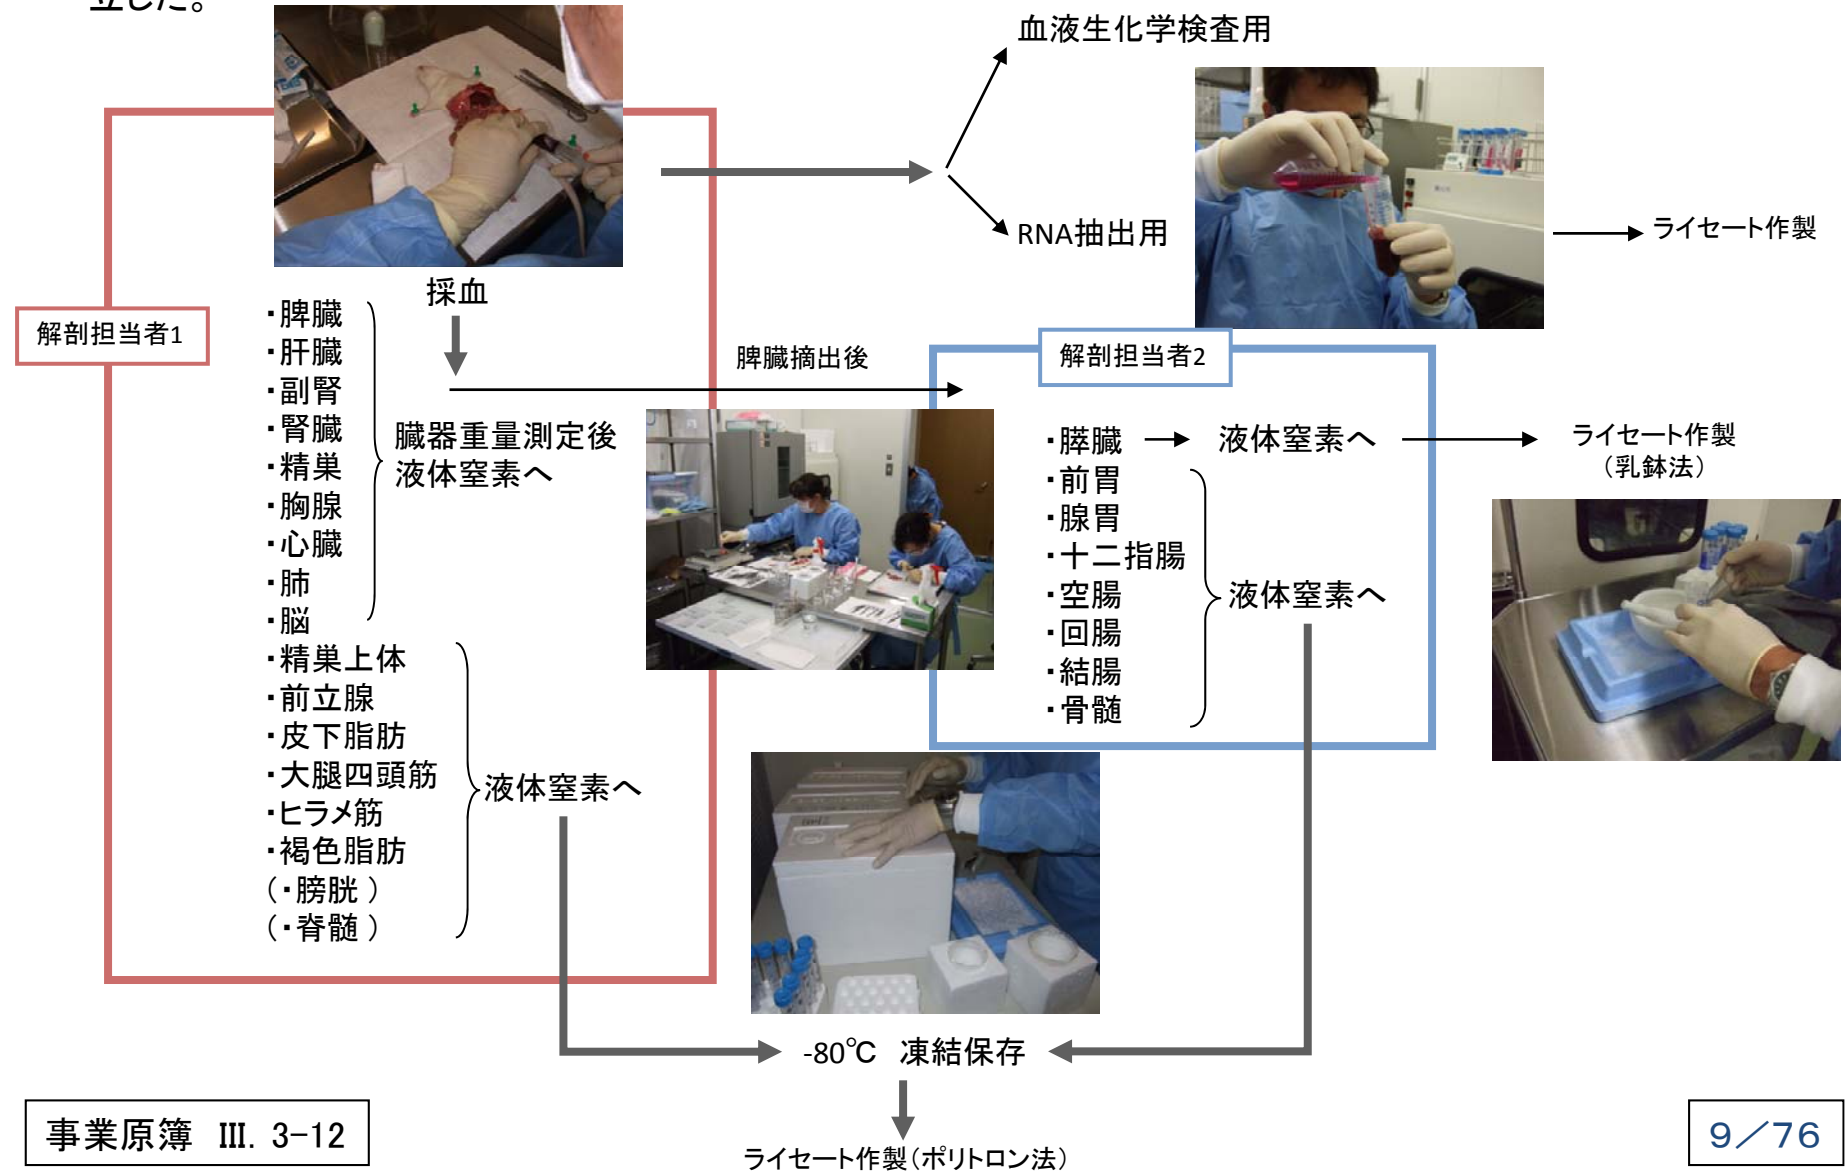 立した。
血液生化学検査用
RNA抽出用
ライセート作製
採血
解剖担当者1
・脾臓
・肝臓
・副腎
・腎臓
・精巣
・胸腺
・心臓
・肺
・脳
臓器重量測定後
液体窒素へ
・精巣上体
・前立腺
・皮下脂肪
・大腿四頭筋
・ヒラメ筋
・褐色脂肪
（・膀胱 ）
（・脊髄 ）
液体窒素へ
脾臓摘出後
解剖担当者2
・膵臓
液体窒素へ
ライセート作製
（乳鉢法）
・前胃
・腺胃
・十二指腸
・空腸
・回腸
・結腸
・骨髄
液体窒素へ
-80℃ 凍結保存
ライセート作製（ポリトロン法）
事業原簿 Ⅲ. 3-12
9／76